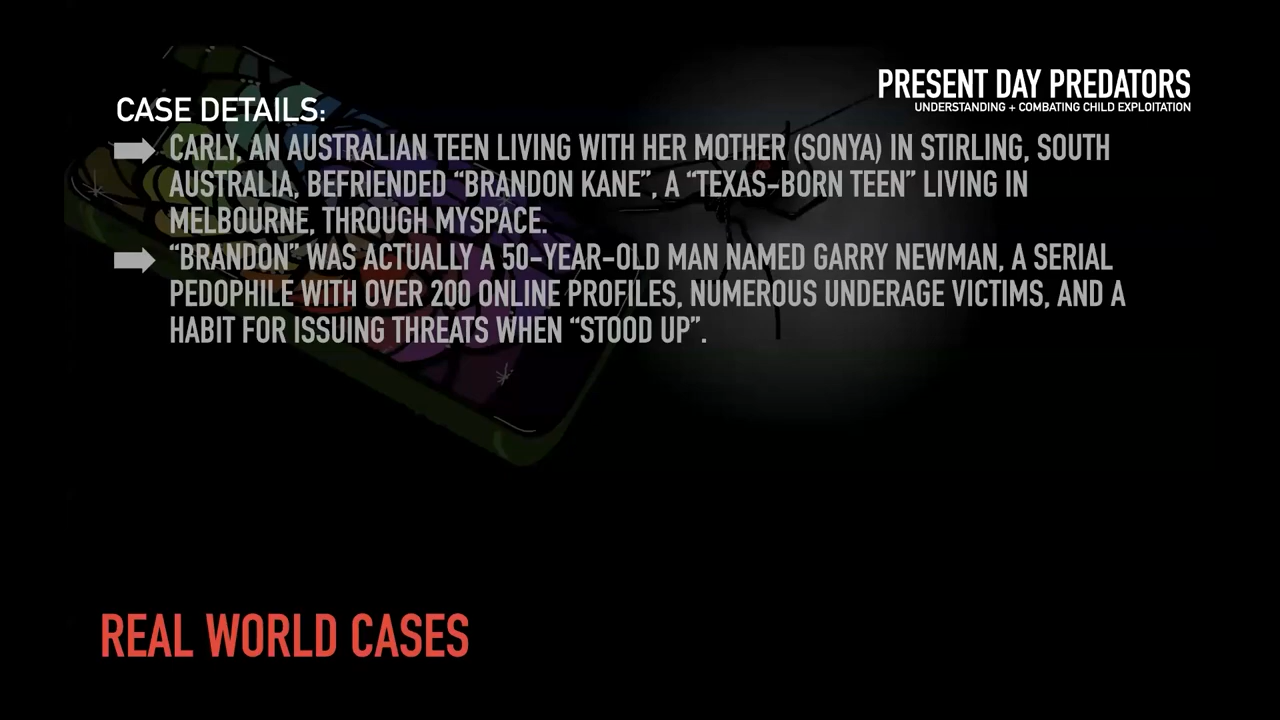 PRESENT DAY PREDATORS
UNDERSTANDING + COMBATING CHILD EXPLOITATION
CASE DETAILS:
CARLY, AN AUSTRALIAN TEEN LIVING WITH HER MOTHER (SONYA) IN STIRLING, SOUTH
AUSTRALIA, BEFRIENDED “BRANDON KANE”, A “TEXAS-BORN TEEN” LIVING IN
MELBOURNE, THROUGH MYSPACE.
“BRANDON” WAS ACTUALLY A 50-YEAR-OLD MAN NAMED GARRY NEWMAN, A SERIAL
PEDOPHILE WITH OVER 200 ONLINE PROFILES, NUMEROUS UNDERAGE VICTIMS, AND A
HABIT FOR ISSUING THREATS WHEN “STOOD UP”.
REAL WORLD CASES